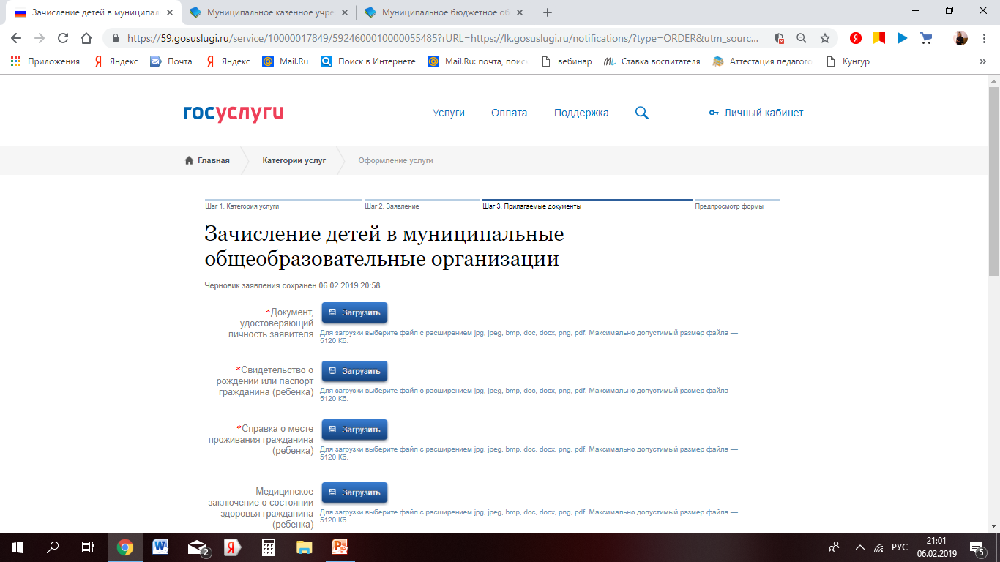 Зачисление детей в муниципал
Муниципальное казенное учре
Муниципальное бюджетное об
https://59.gosuslugi.ru/service/10000017849/5924600010000055485?rURL=https://lk.gosuslugi.ru/notifications/?type=ORDER&utm_sourc...
Приложения
Яндекс
Почта
Яндекс
Mail.Ru
Поиск в Интернете
Mail.Ru: почта, поис
вебинар
Ставка воспитателя
Аттестация педагого
Кунгур
»
госуслуги
Услуги
Оплата
Поддержка
Личный кабинет
Главная
Категории услуг
Оформление услуги
Шаг 1. Категория услуги
Шаг 2. Заявление
Шаг 3. Прилагаемые документы
Предпросмотр формы
Зачисление детей в муниципальные
общеобразовательные организации
Черновик заявления сохранен 06.02.2019 20:58
*Документ,
удостоверяющий
личность заявителя
Загрузить
Для загрузки выберите файл с расширением jpg, jpeg, bmp, doc, docx, png, pdf. Максимально допустимый размер файла —
5120 Кб.
*Свидетельство о
рождении или паспорт
гражданина (ребенка)
Загрузить
Для загрузки выберите файл с расширением jpg, jpeg, bmp, doc, docx, png, pdf. Максимально допустимый размер файла —
5120 Кб.
*Справка о месте
проживания гражданина
(ребенка)
Загрузить
Для загрузки выберите файл с расширением jpg, jpeg, bmp, doc, docx, png, pdf. Максимально допустимый размер файла —
5120 Кб.
Медицинское
заключение о состоянии
здоровья гражданина
(ребенка)
Загрузить
Для загрузки выберите файл с расширением jpg, jpeg, bmp, doc, docx, png, pdf. Максимально допустимый размер файла —
5120 Кб.
2
РУС
21:01
06.02.2019
5